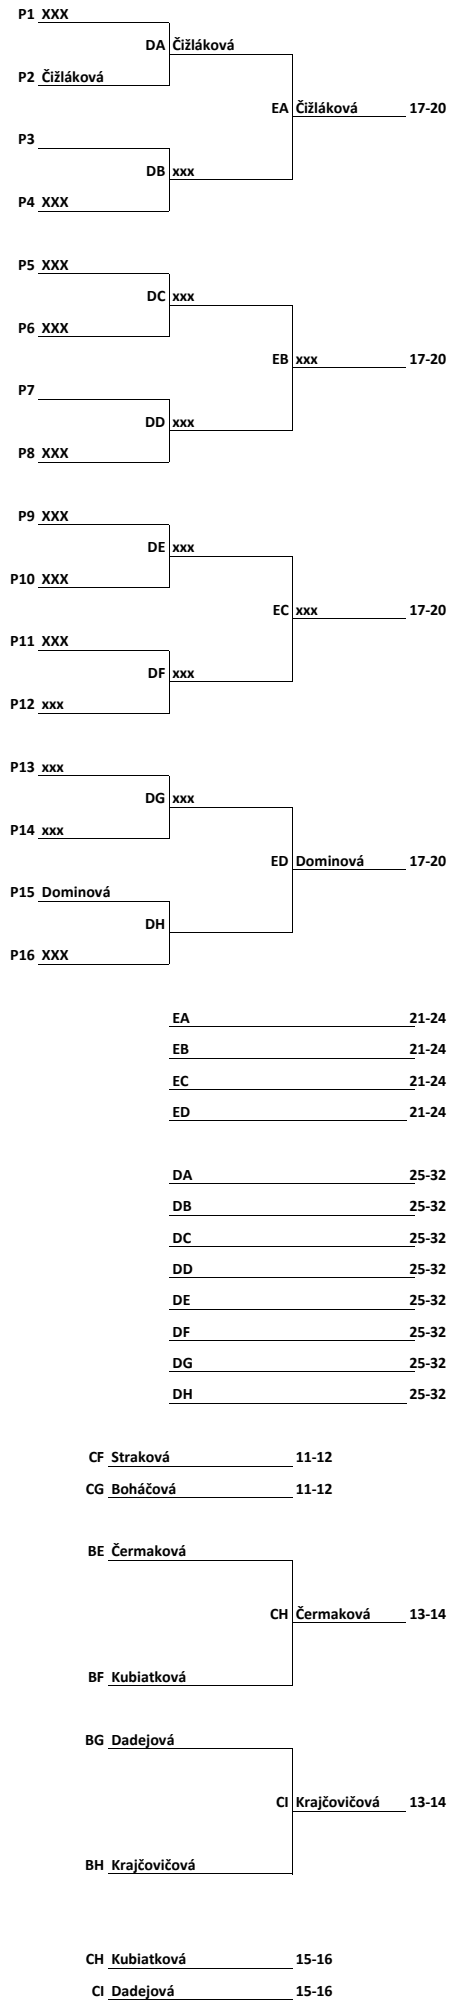 P1 XXX
DA Čižláková
P2 Čižláková
EA Čižláková 17-20
P3
DB xxx
P4 XXX
P5 XXX
DC xxx
P6 XXX
EB xxx 17-20
P7
DD xxx
P8 XXX
P9 XXX
DE xxx
P10 XXX
EC xxx 17-20
P11 XXX
DF xxx
P12 xxx
P13 xxx
DG xxx
P14 xxx
ED Dominová 17-20
P15 Dominová
DH
P16 XXX
EA 21-24
EB 21-24
EC 21-24
ED 21-24
DA 25-32
DB 25-32
DC 25-32
DD 25-32
DE 25-32
DF 25-32
DG 25-32
DH 25-32
CF Straková 11-12
CG Boháčová 11-12
BE Čermaková
CH Čermaková 13-14
BF Kubiatková
BG Dadejová
CI Krajčovičová 13-14
BH Krajčovičová
CH Kubiatková 15-16
CI Dadejová 15-16